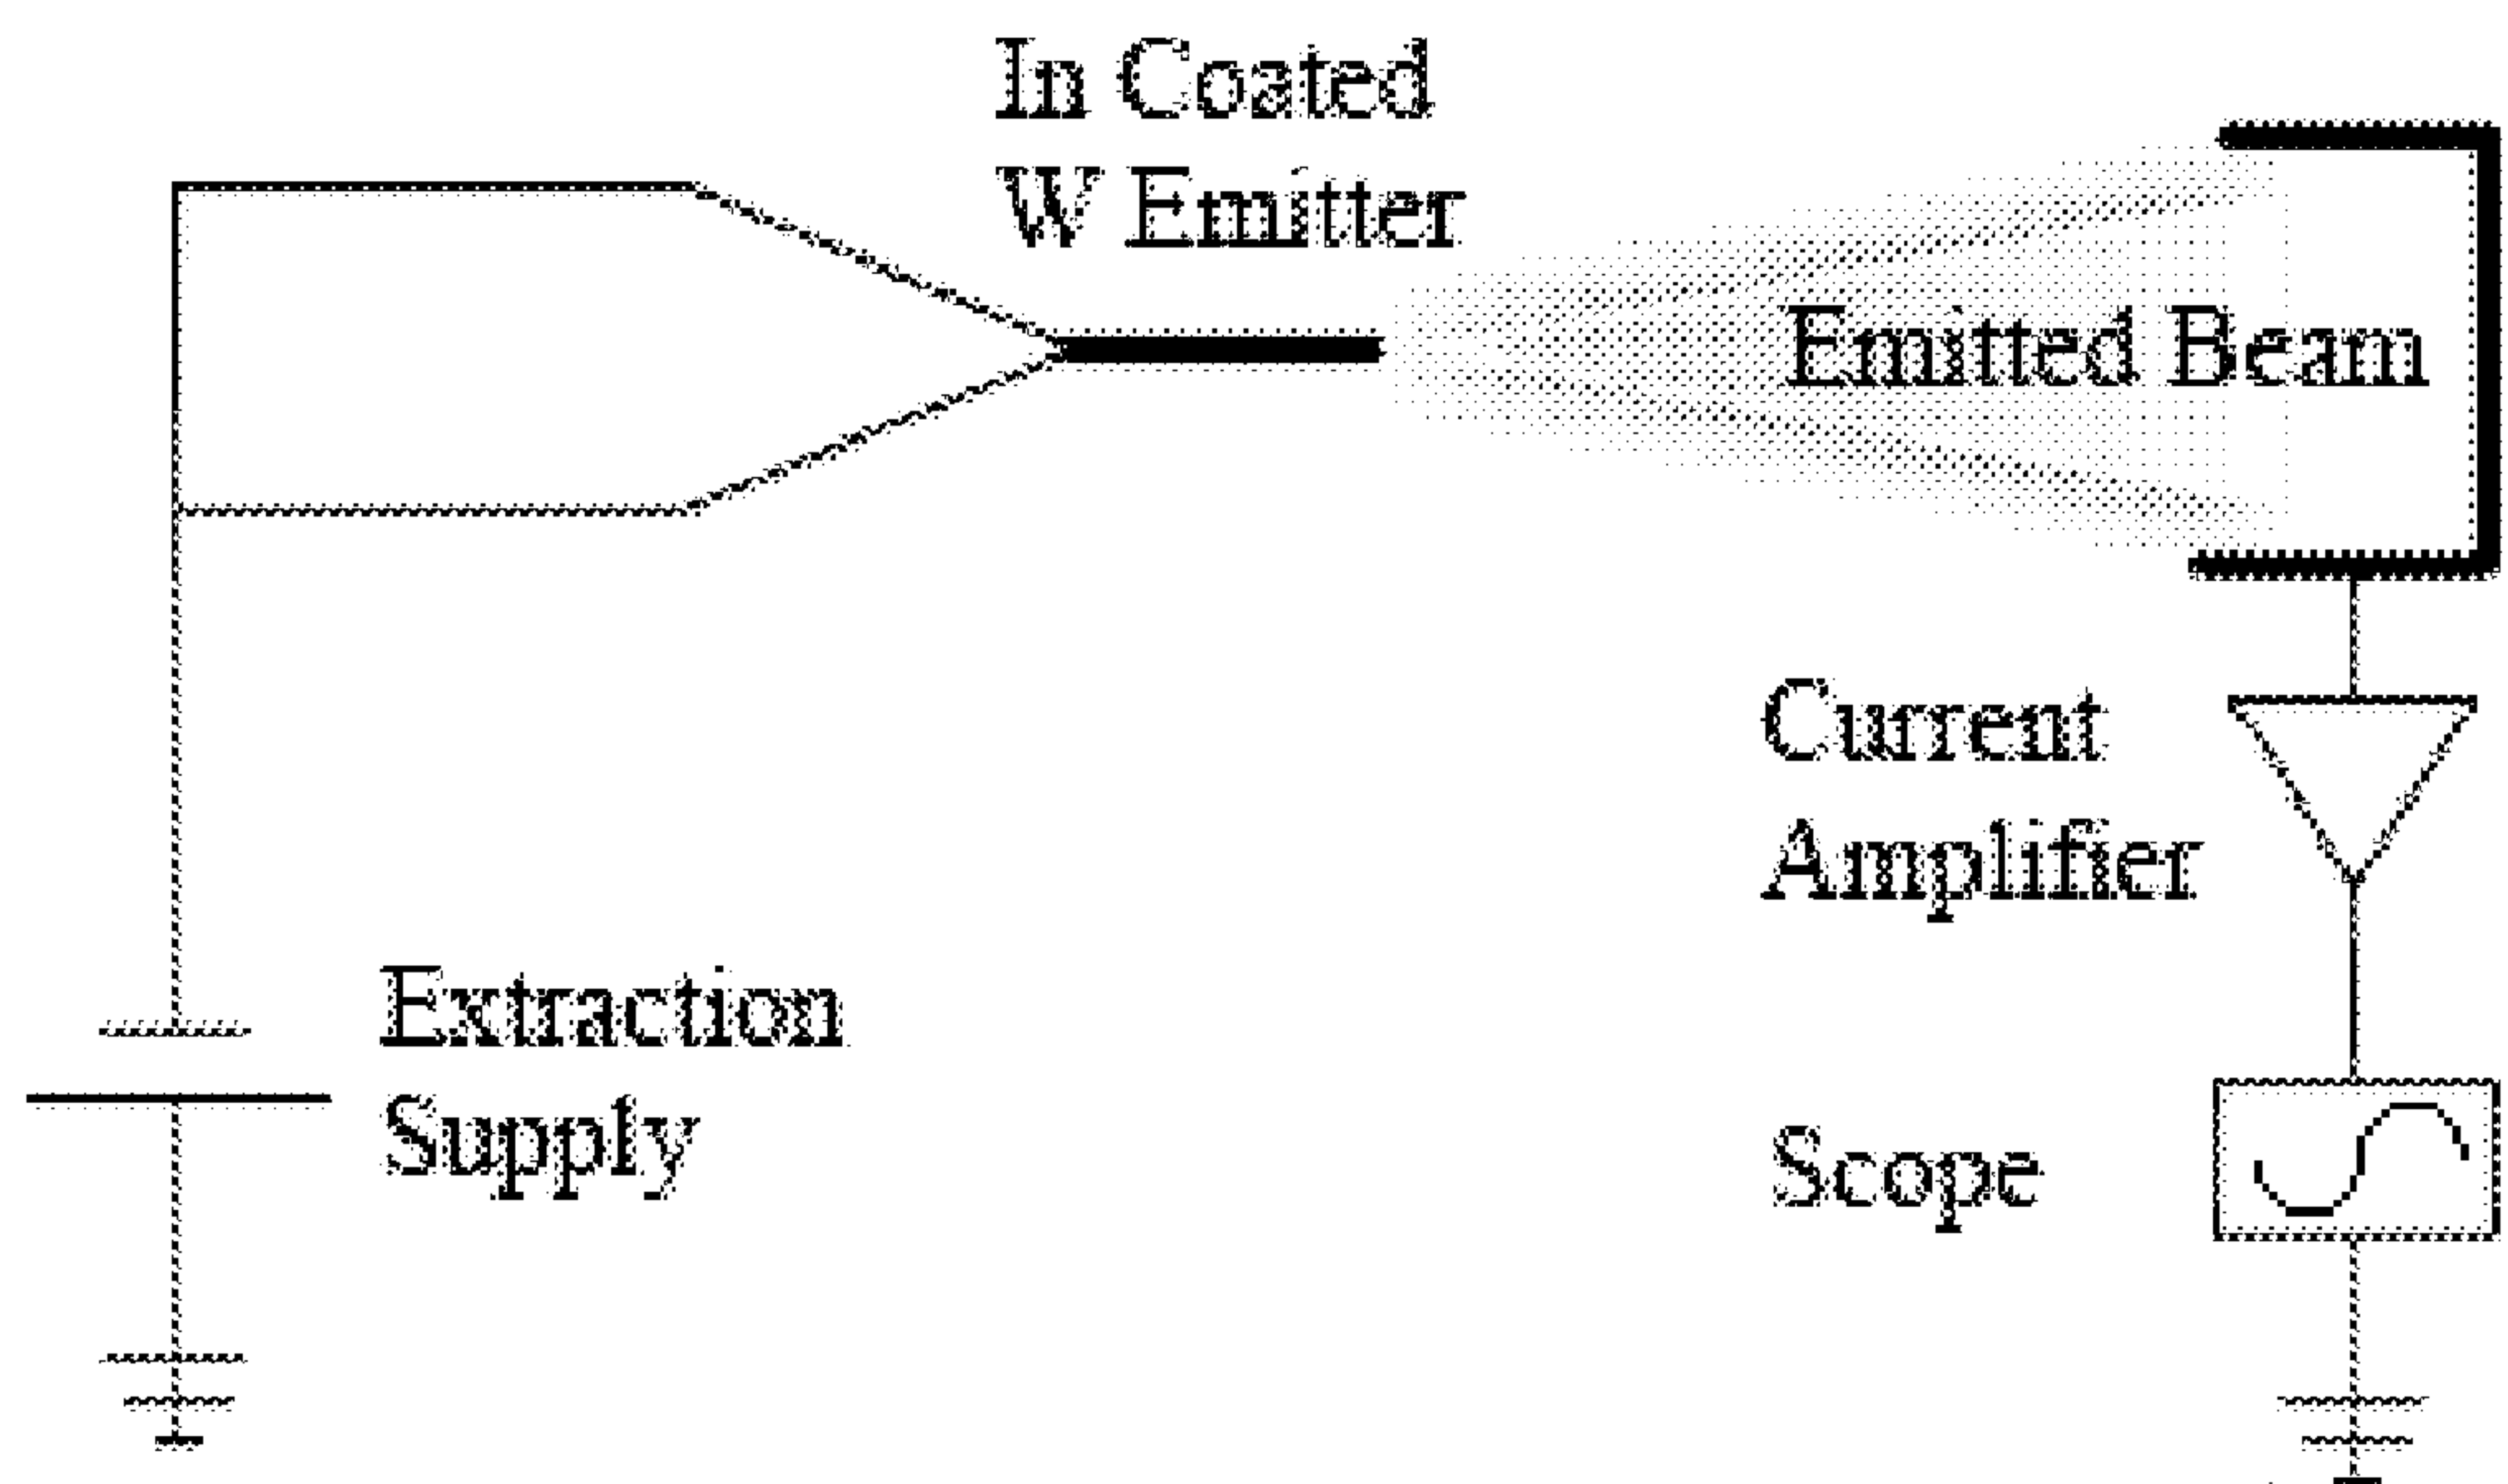 In Coated
W Emitter
Emitted Beam
Current
Amplifier
Extraction
Supply
Scope